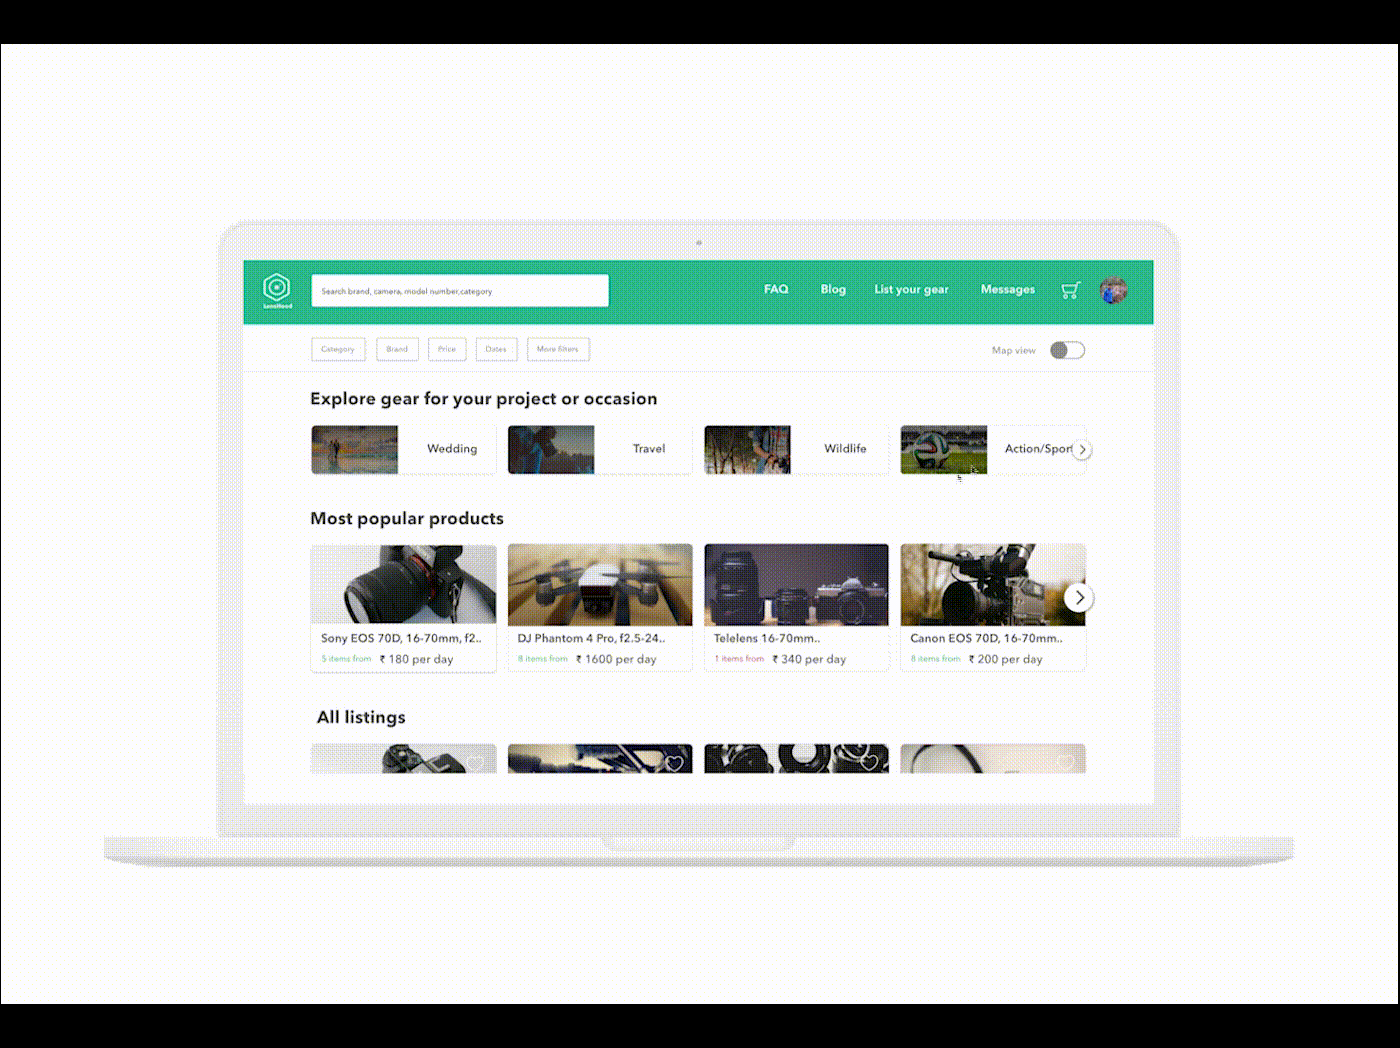 LensHood
Search brand, camera, model number,category
FAQ
Blog
List your gear
Messages
Category
Brand
Price
Dates
More filters
Map view
Explore gear for your project or occasion
Wedding
Travel
Wildlife
Action/Sport
Most popular products
Sony EOS 70D, 16-70mm, f2..
5 items from ₹ 180 per day
DJ Phantom 4 Pro, f2.5-24..
8 items from ₹ 1600 per day
Telelens 16-70mm..
1 items from ₹ 340 per day
Canon EOS 70D, 16-70mm..
8 items from ₹ 200 per day
All listings